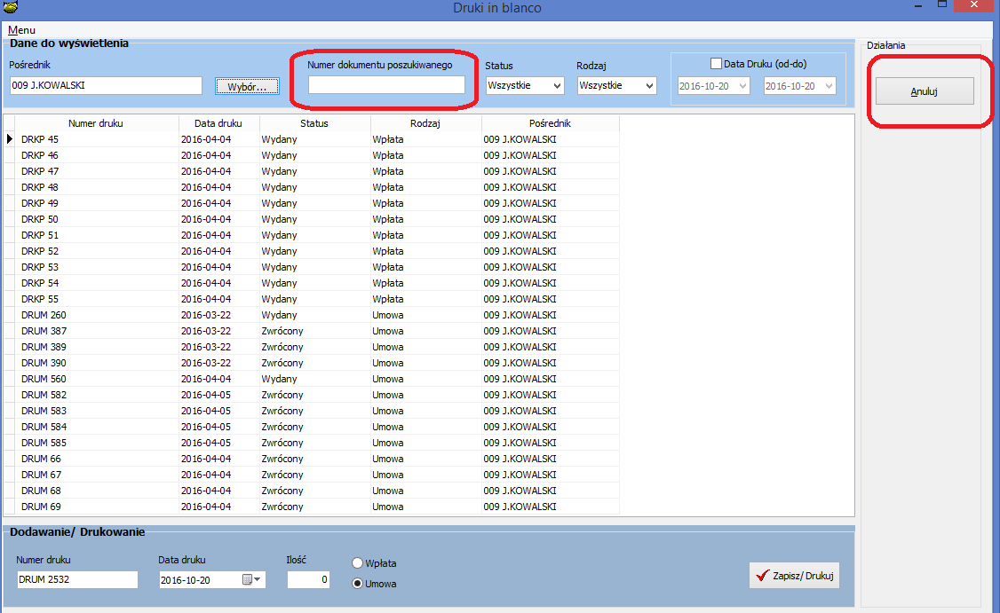 Druki in blanco
Menu
Dane do wyświetlenia
Działania
Pośrednik
Numer dokumentu poszukiwanego
Status
Rodzaj
Data Druku (od-do)
009 J.KOWALSKI Wybór... Wszystkie Wszystkie 2016-10-20 2016-10-20
Anuluj
Numer druku Data druku Status Rodzaj Pośrednik
DRKP 45 2016-04-04 Wydany Wpłata 009 J.KOWALSKI
DRKP 46 2016-04-04 Wydany Wpłata 009 J.KOWALSKI
DRKP 47 2016-04-04 Wydany Wpłata 009 J.KOWALSKI
DRKP 48 2016-04-04 Wydany Wpłata 009 J.KOWALSKI
DRKP 49 2016-04-04 Wydany Wpłata 009 J.KOWALSKI
DRKP 50 2016-04-04 Wydany Wpłata 009 J.KOWALSKI
DRKP 51 2016-04-04 Wydany Wpłata 009 J.KOWALSKI
DRKP 52 2016-04-04 Wydany Wpłata 009 J.KOWALSKI
DRKP 53 2016-04-04 Wydany Wpłata 009 J.KOWALSKI
DRKP 54 2016-04-04 Wydany Wpłata 009 J.KOWALSKI
DRKP 55 2016-04-04 Wydany Wpłata 009 J.KOWALSKI
DRUM 260 2016-03-22 Wydany Umowa 009 J.KOWALSKI
DRUM 387 2016-03-22 Zwrócony Umowa 009 J.KOWALSKI
DRUM 389 2016-03-22 Zwrócony Umowa 009 J.KOWALSKI
DRUM 390 2016-03-22 Zwrócony Umowa 009 J.KOWALSKI
DRUM 560 2016-04-04 Wydany Umowa 009 J.KOWALSKI
DRUM 582 2016-04-05 Zwrócony Umowa 009 J.KOWALSKI
DRUM 583 2016-04-05 Zwrócony Umowa 009 J.KOWALSKI
DRUM 584 2016-04-05 Zwrócony Umowa 009 J.KOWALSKI
DRUM 585 2016-04-05 Zwrócony Umowa 009 J.KOWALSKI
DRUM 66 2016-04-04 Zwrócony Umowa 009 J.KOWALSKI
DRUM 67 2016-04-04 Zwrócony Umowa 009 J.KOWALSKI
DRUM 68 2016-04-04 Zwrócony Umowa 009 J.KOWALSKI
DRUM 69 2016-04-04 Zwrócony Umowa 009 J.KOWALSKI
Dodawanie/ Drukowanie
Numer druku Data druku Ilość
Wpłata
DRUM 2532 2016-10-20 0
Umowa
Zapisz/ Drukuj